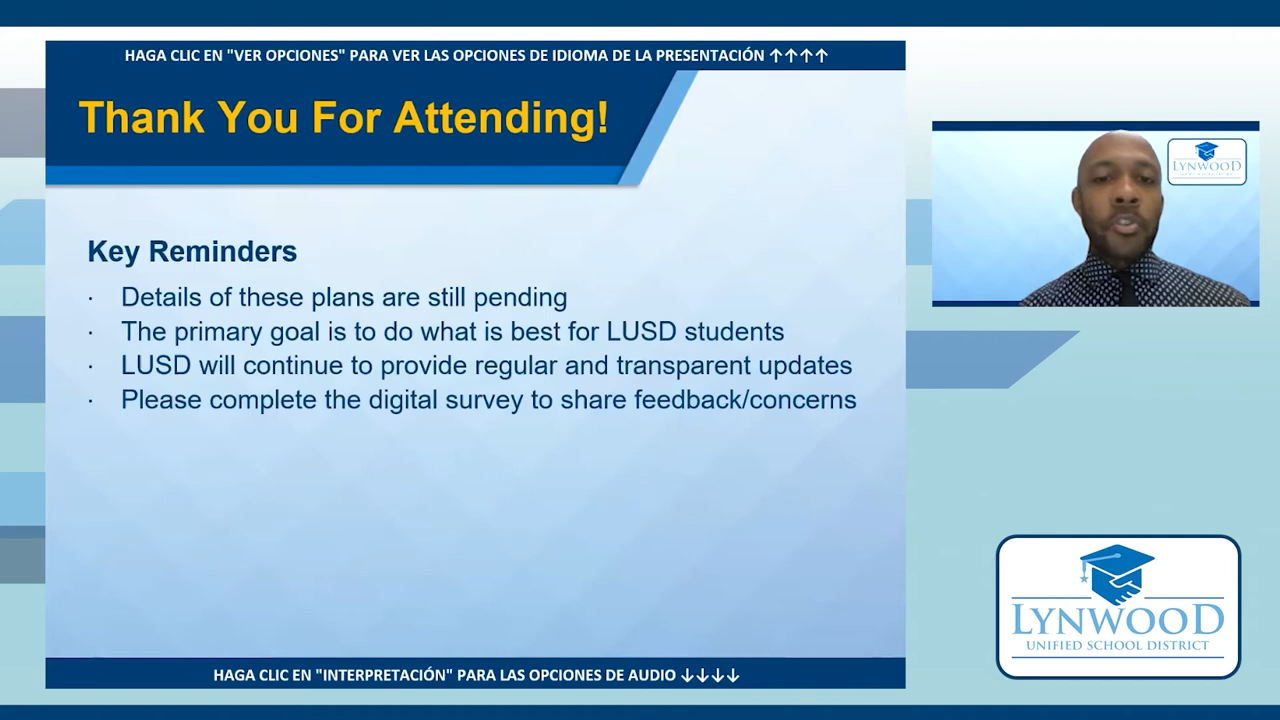 HAGA CLIC EN "VER OPCIONES" PARA VER LAS OPCIONES DE IDIOMA DE LA PRESENTACIÓN ↑↑↑↑
Thank You For Attending!
Key Reminders
· Details of these plans are still pending
· The primary goal is to do what is best for LUSD students
· LUSD will continue to provide regular and transparent updates
· Please complete the digital survey to share feedback/concerns
HAGA CLIC EN "INTERPRETACIÓN" PARA LAS OPCIONES DE AUDIO ↓↓↓↓
LYNWOOD
LYNWOOD
UNIFIED SCHOOL DISTRICT